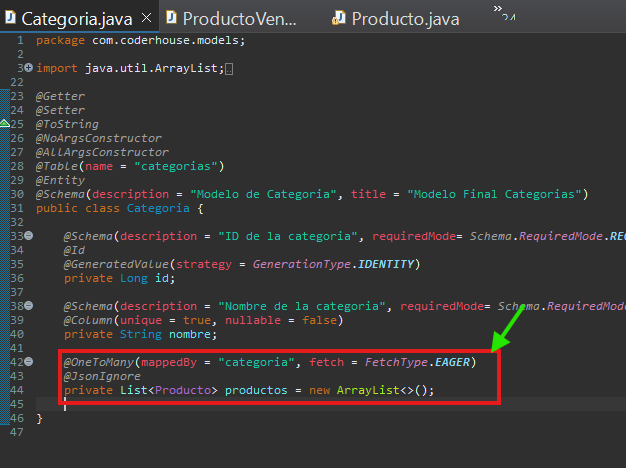 Categoria.java
ProductoVen...
Producto.java
»24
1 package com.coderhouse.models;
2
3 import java.util.ArrayList;
22
23 @Getter
24 @Setter
25 @ToString
26 @NoArgsConstructor
27 @AllArgsConstructor
28 @Table(name = "categorias")
29 @Entity
30 @Schema(description = "Modelo de Categoria", title = "Modelo Final Categorias")
31 public class Categoria {
32
33 @Schema(description = "ID de la categoria", requiredMode= Schema.RequiredMode.REQ
34 @Id
35 @GeneratedValue(strategy = GenerationType.IDENTITY)
36 private Long id;
37
38 @Schema(description = "Nombre de la categoria", requiredMode= Schema.RequiredMode
39 @Column(unique = true, nullable = false)
40 private String nombre;
41
42 @OneToMany(mappedBy = "categoria", fetch = FetchType.EAGER)
43 @JsonIgnore
44 private List<Producto> productos = new ArrayList<>();
45
46 }
47